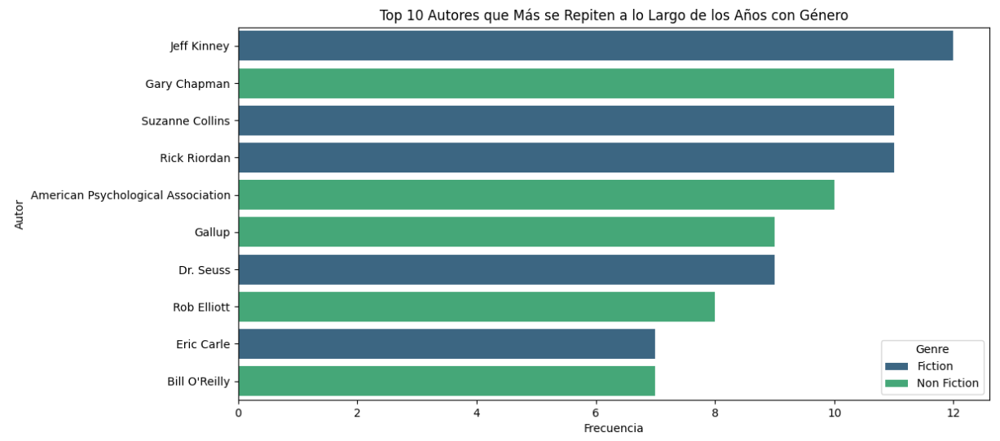 Top 10 Autores que Más se Repiten a lo Largo de los Años con Género
Autor
Jeff Kinney
Gary Chapman
Suzanne Collins
Rick Riordan
American Psychological Association
Gallup
Dr. Seuss
Rob Elliott
Eric Carle
Bill O'Reilly
Genre
Fiction
Non Fiction
0 2 4 6 8 10 12
Frecuencia